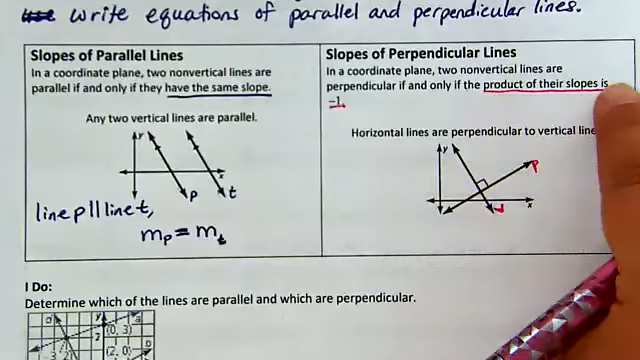 write equations of parallel and perpendicular lines.
Slopes of Parallel Lines
In a coordinate plane, two nonvertical lines are
parallel if and only if they have the same slope.
Any two vertical lines are parallel.
y
x
p
t
line p || line t,
mp = mt
Slopes of Perpendicular Lines
In a coordinate plane, two nonvertical lines are
perpendicular if and only if the product of their slopes is
-1.
Horizontal lines are perpendicular to vertical line
y
p
x
I Do:
Determine which of the lines are parallel and which are perpendicular.
y
a
(0, 3)
2
b
(2, 0)